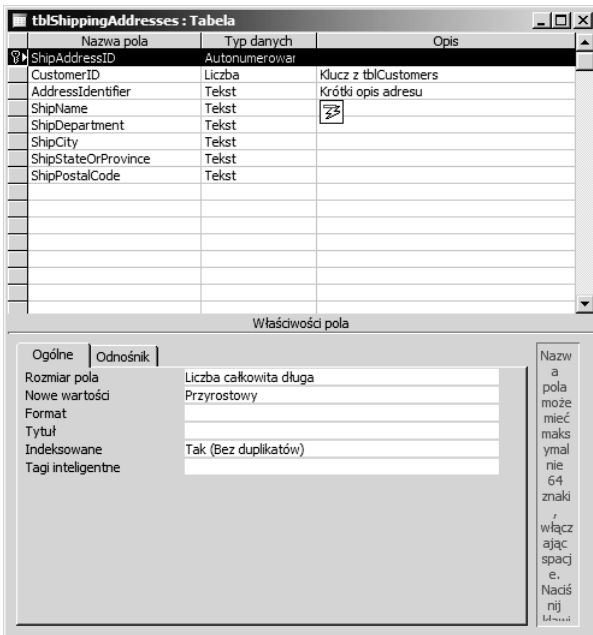 tblShippingAddresses : Tabela
Nazwa pola Typ danych Opis
ShipAddressID Autonumerowar
CustomerID Liczba Klucz z tblCustomers
AddressIdentifier Tekst Krótki opis adresu
ShipName Tekst
ShipDepartment Tekst
ShipCity Tekst
ShipStateOrProvince Tekst
ShipPostalCode Tekst
Właściwości pola
Ogólne Odnośnik
Rozmiar pola Liczba całkowita długa
Nowe wartości Przyrostowy
Format
Tytuł
Indeksowane Tak (Bez duplikatów)
Tagi inteligentne
Nazw
a
pola
może
mieć
maks
ymal
nie
64
znaki
,
włącz
ając
spacj
e.
Naciś
nij